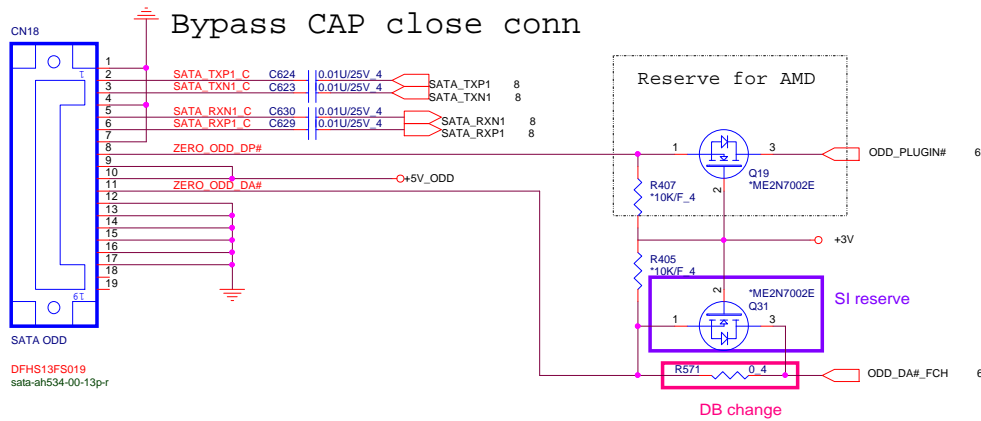 Bypass CAP close conn
CN18
1
1
2
3
4
5
6
7
8
9
10
11
12
13
14
15
16
17
18
19
19
SATA_TXP1_C C624 0.01U/25V_4 SATA_TXP1 8
SATA_TXN1_C C623 0.01U/25V_4 SATA_TXN1 8
SATA_RXN1_C C630 0.01U/25V_4 SATA_RXN1 8
SATA_RXP1_C C629 0.01U/25V_4 SATA_RXP1 8
ZERO_ODD_DP#
+5V_ODD
ZERO_ODD_DA#
Reserve for AMD
1 3 ODD_PLUGIN# 6
2
Q19
*ME2N7002E
R407
*10K/F_4
+3V
R405
*10K/F_4
2
*ME2N7002E
Q31
1 3
SI reserve
R571 0_4 ODD_DA#_FCH 6
DB change
SATA ODD
DFHS13FS019
sata-ah534-00-13p-r